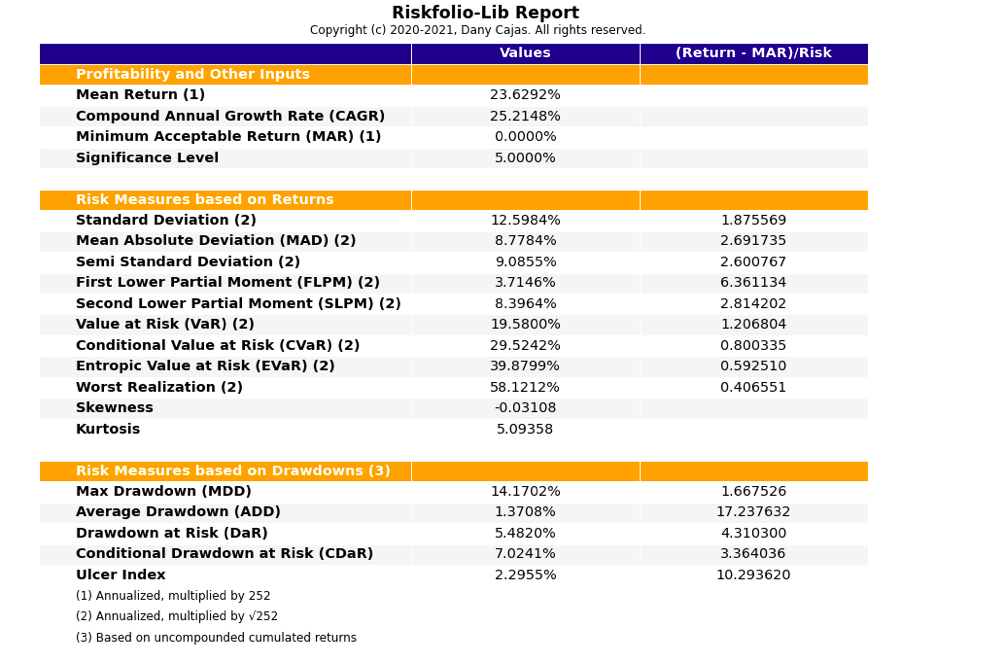 Riskfolio-Lib Report
Copyright (c) 2020-2021, Dany Cajas. All rights reserved.
Values (Return - MAR)/Risk
Profitability and Other Inputs
Mean Return (1) 23.6292%
Compound Annual Growth Rate (CAGR) 25.2148%
Minimum Acceptable Return (MAR) (1) 0.0000%
Significance Level 5.0000%
Risk Measures based on Returns
Standard Deviation (2) 12.5984% 1.875569
Mean Absolute Deviation (MAD) (2) 8.7784% 2.691735
Semi Standard Deviation (2) 9.0855% 2.600767
First Lower Partial Moment (FLPM) (2) 3.7146% 6.361134
Second Lower Partial Moment (SLPM) (2) 8.3964% 2.814202
Value at Risk (VaR) (2) 19.5800% 1.206804
Conditional Value at Risk (CVaR) (2) 29.5242% 0.800335
Entropic Value at Risk (EVaR) (2) 39.8799% 0.592510
Worst Realization (2) 58.1212% 0.406551
Skewness -0.03108
Kurtosis 5.09358
Risk Measures based on Drawdowns (3)
Max Drawdown (MDD) 14.1702% 1.667526
Average Drawdown (ADD) 1.3708% 17.237632
Drawdown at Risk (DaR) 5.4820% 4.310300
Conditional Drawdown at Risk (CDaR) 7.0241% 3.364036
Ulcer Index 2.2955% 10.293620
(1) Annualized, multiplied by 252
(2) Annualized, multiplied by √252
(3) Based on uncompounded cumulated returns